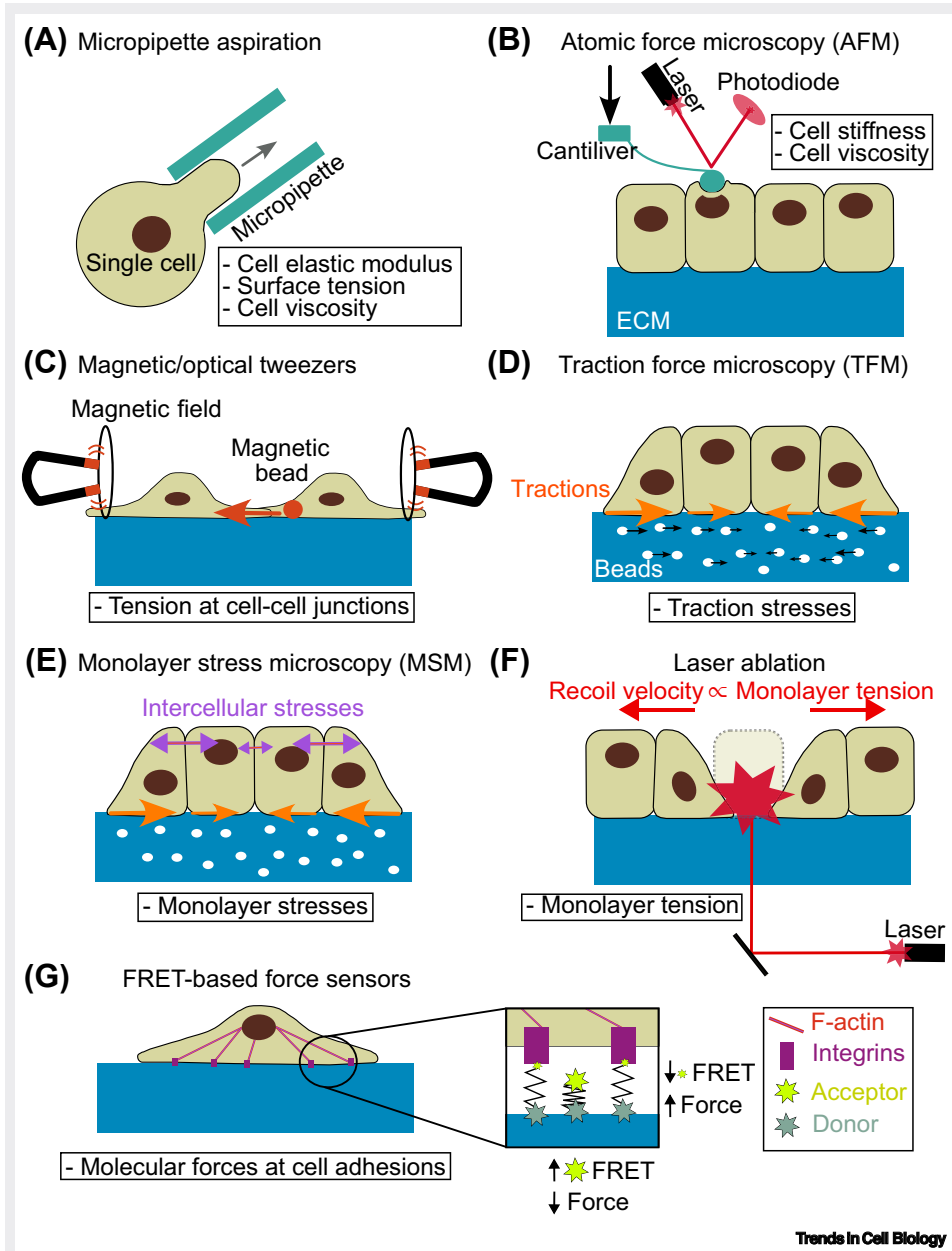 (A) Micropipette aspiration
Micropipette
Single cell
- Cell elastic modulus
- Surface tension
- Cell viscosity
(B) Atomic force microscopy (AFM)
Laser
Photodiode
Cantiliver
- Cell stiffness
- Cell viscosity
ECM
(C) Magnetic/optical tweezers
Magnetic field
Magnetic
bead
- Tension at cell-cell junctions
(D) Traction force microscopy (TFM)
Tractions
Beads
- Traction stresses
(E) Monolayer stress microscopy (MSM)
Intercellular stresses
- Monolayer stresses
(F) Laser ablation
Recoil velocity ∝ Monolayer tension
- Monolayer tension
Laser
(G) FRET-based force sensors
- Molecular forces at cell adhesions
↓ FRET
↑ Force
↑ FRET
↓ Force
F-actin
Integrins
Acceptor
Donor
Trends in Cell Biology